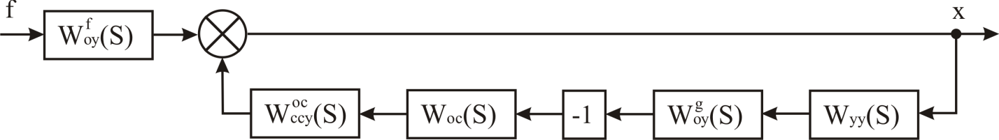 f
W^f_oy(S)
x
W^oc_ccy(S)
W_oc(S)
-1
W^g_oy(S)
W_yy(S)